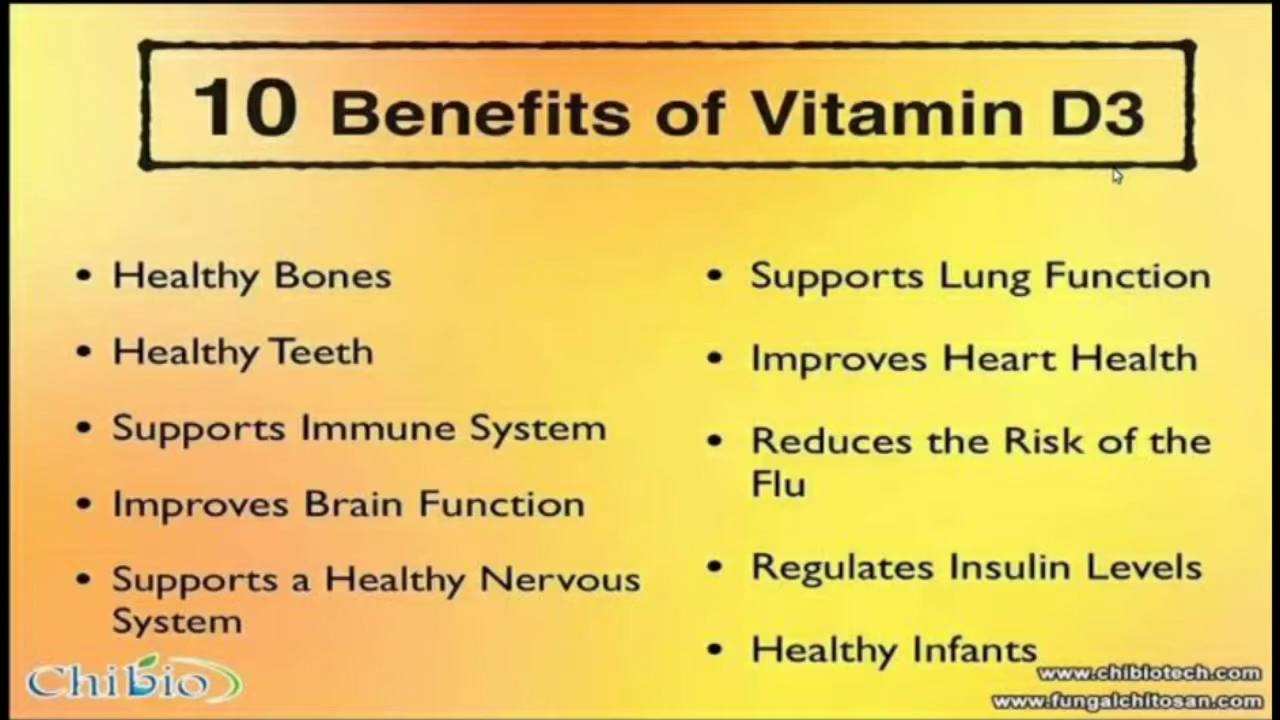 10 Benefits of Vitamin D3
• Healthy Bones
• Healthy Teeth
• Supports Immune System
• Improves Brain Function
• Supports a Healthy Nervous
System
• Supports Lung Function
• Improves Heart Health
• Reduces the Risk of the
Flu
• Regulates Insulin Levels
• Healthy Infants
Chibio
www.chibiotech.com
www.fungalchitosan.com